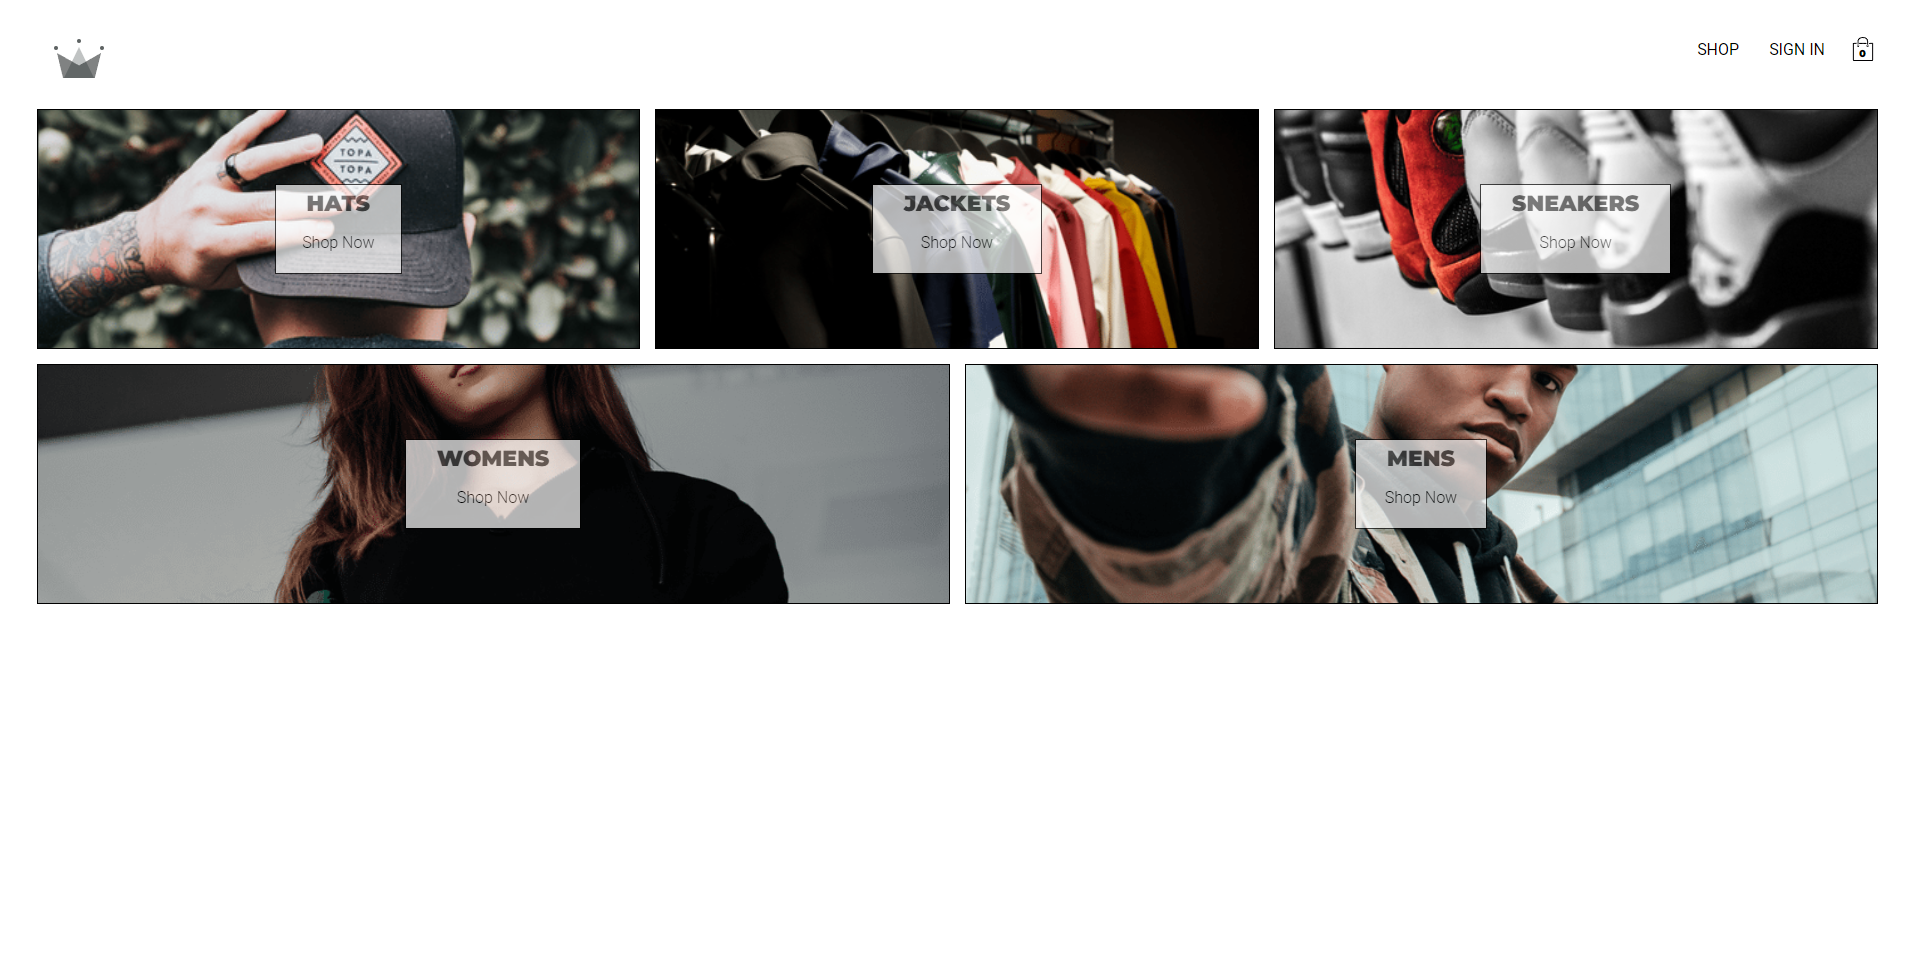 SHOP
SIGN IN
0
TOPA
TOPA
HATS
Shop Now
JACKETS
Shop Now
SNEAKERS
Shop Now
WOMENS
Shop Now
MENS
Shop Now